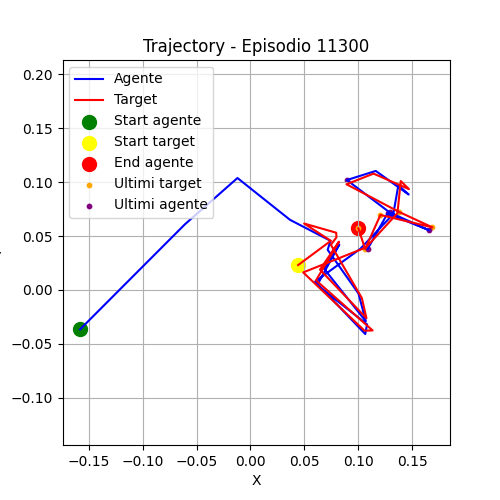 Trajectory - Episodio 11300
0.20
0.15
0.10
0.05
0.00
−0.05
−0.10
Agente
Target
Start agente
Start target
End agente
Ultimi target
Ultimi agente
−0.15
−0.10
−0.05
0.00
0.05
0.10
0.15
X